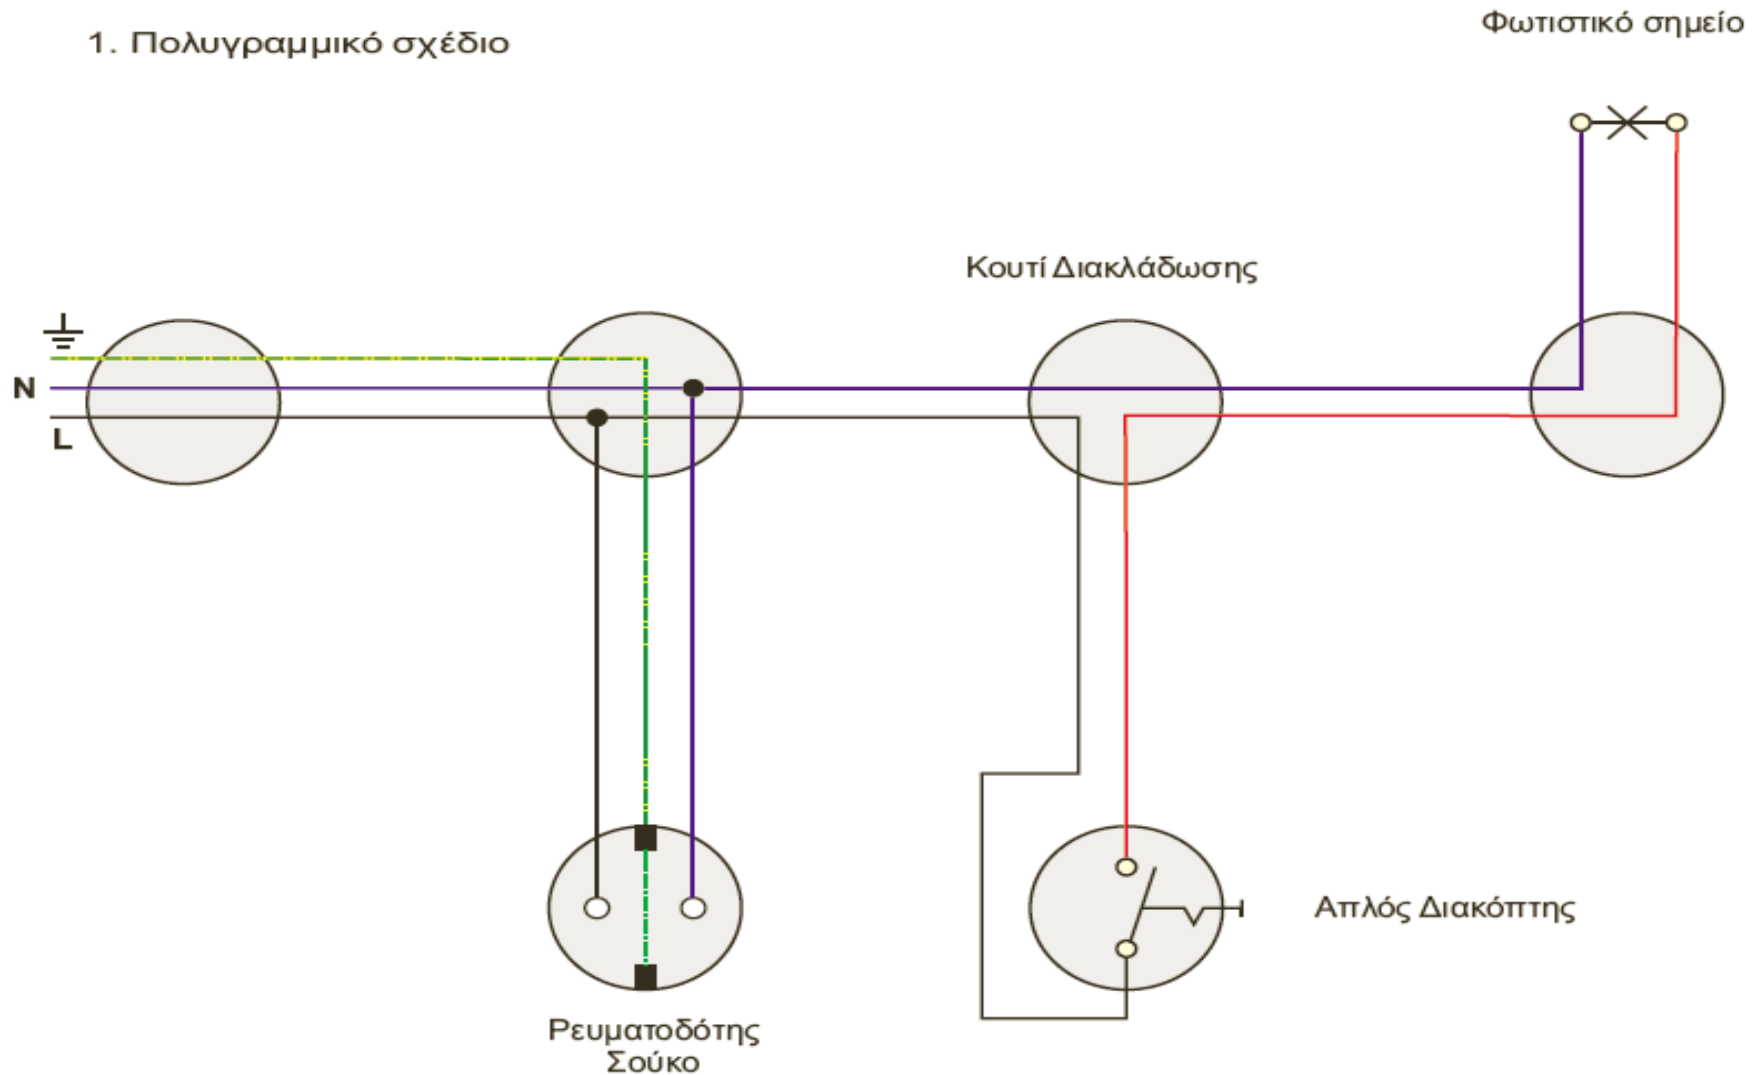 1. Πολυγραμμικό σχέδιο
Φωτιστικό σημείο
Κουτί Διακλάδωσης
N
L
Απλός Διακόπτης
Ρευματοδότης
Σούκο